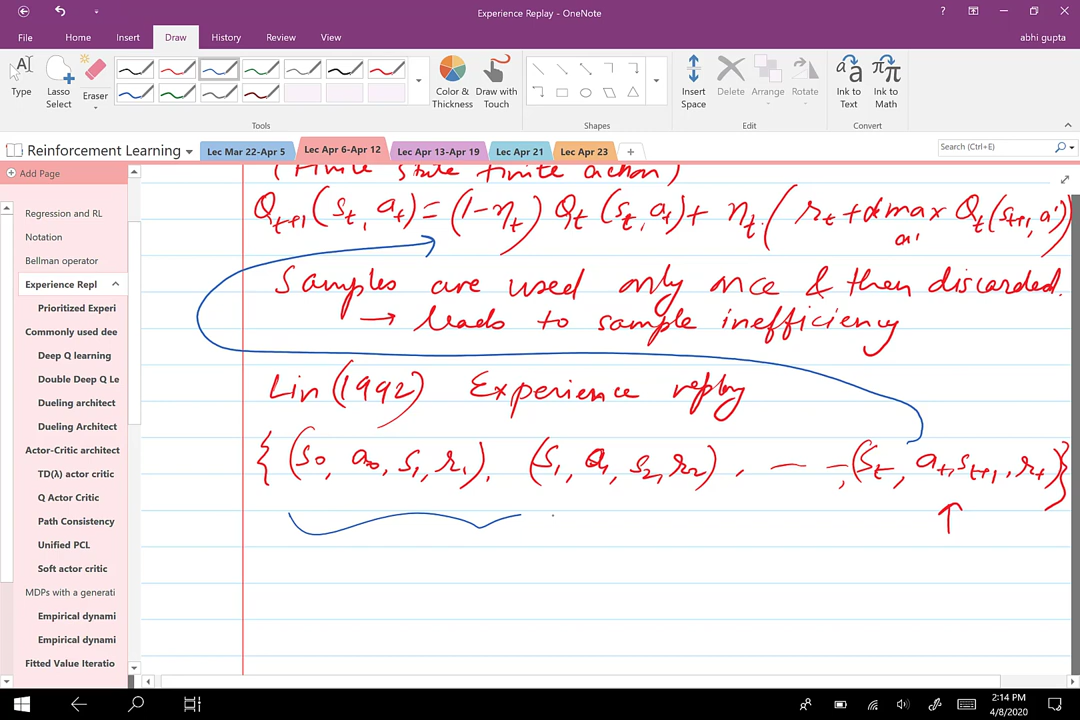 Experience Replay - OneNote
File Home Insert Draw History Review View abhi gupta
Type Lasso Select Eraser Color & Thickness Draw with Touch Insert Space Delete Arrange Rotate Ink to Text Ink to Math
Tools Shapes Edit Convert
Reinforcement Learning Lec Mar 22-Apr 5 Lec Apr 6-Apr 12 Lec Apr 13-Apr 19 Lec Apr 21 Lec Apr 23 + Search (Ctrl+E)
Add Page
Regression and RL
Notation
Bellman operator
Experience Repl
Prioritized Experi
Commonly used dee
Deep Q learning
Double Deep Q Le
Dueling architect
Dueling Architect
Actor-Critic architect
TD(λ) actor critic
Q Actor Critic
Path Consistency
Unified PCL
Soft actor critic
MDPs with a generati
Empirical dynami
Empirical dynami
Fitted Value Iteratio
(Finite state finite action)
Q_{t+1}(s_t, a_t) = (1-η_t) Q_t (s_t, a_t) + η_t (r_t + α max_{a'} Q_t(s_{t+1}, a'))
Samples are used only once & then discarded.
→ leads to sample inefficiency
Lin (1992) Experience replay
{(s_0, a_0, s_1, r_1), (s_1, a_1, s_2, r_2), — — –, (s_t, a_t, s_{t+1}, r_t)}
2:14 PM
4/8/2020